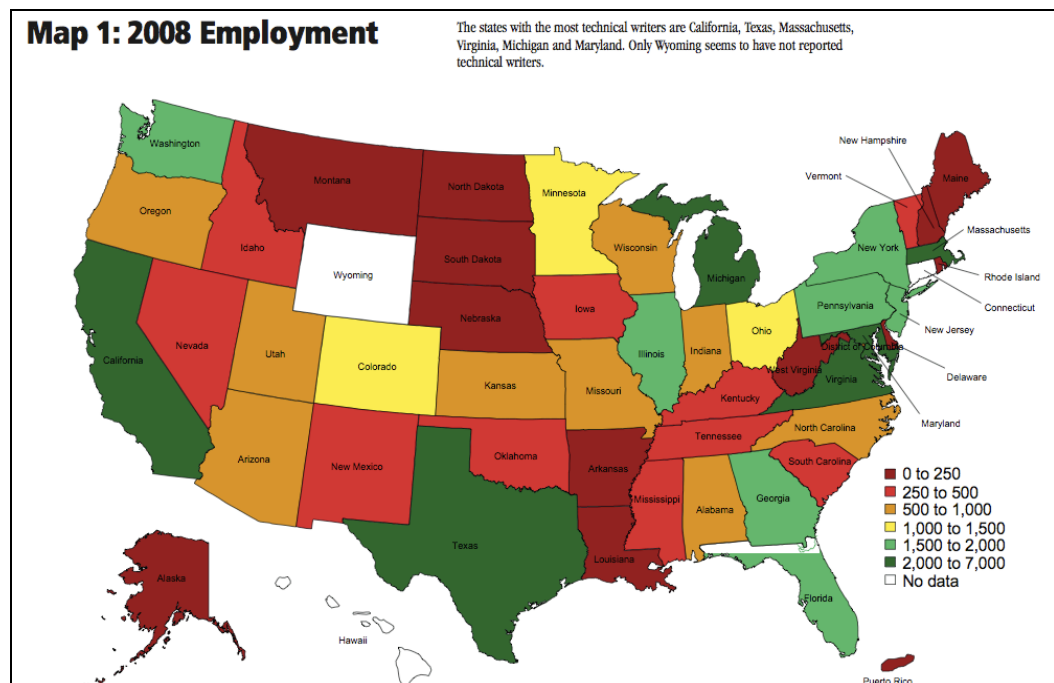 Map 1: 2008 Employment
The states with the most technical writers are California, Texas, Massachusetts,
Virginia, Michigan and Maryland. Only Wyoming seems to have not reported
technical writers.
Washington
Oregon
Idaho
Montana
North Dakota
Minnesota
South Dakota
Wyoming
Wisconsin
Michigan
New Hampshire
Vermont
Maine
Massachusetts
New York
Rhode Island
Connecticut
Pennsylvania
New Jersey
California
Nevada
Utah
Colorado
Nebraska
Iowa
Kansas
Missouri
Illinois
Indiana
Ohio
West Virginia
District of Columbia
Virginia
Delaware
Maryland
Kentucky
Tennessee
North Carolina
South Carolina
Arizona
New Mexico
Oklahoma
Arkansas
Mississippi
Alabama
Georgia
Texas
Louisiana
Florida
Alaska
Hawaii
Puerto Rico
0 to 250
250 to 500
500 to 1,000
1,000 to 1,500
1,500 to 2,000
2,000 to 7,000
No data